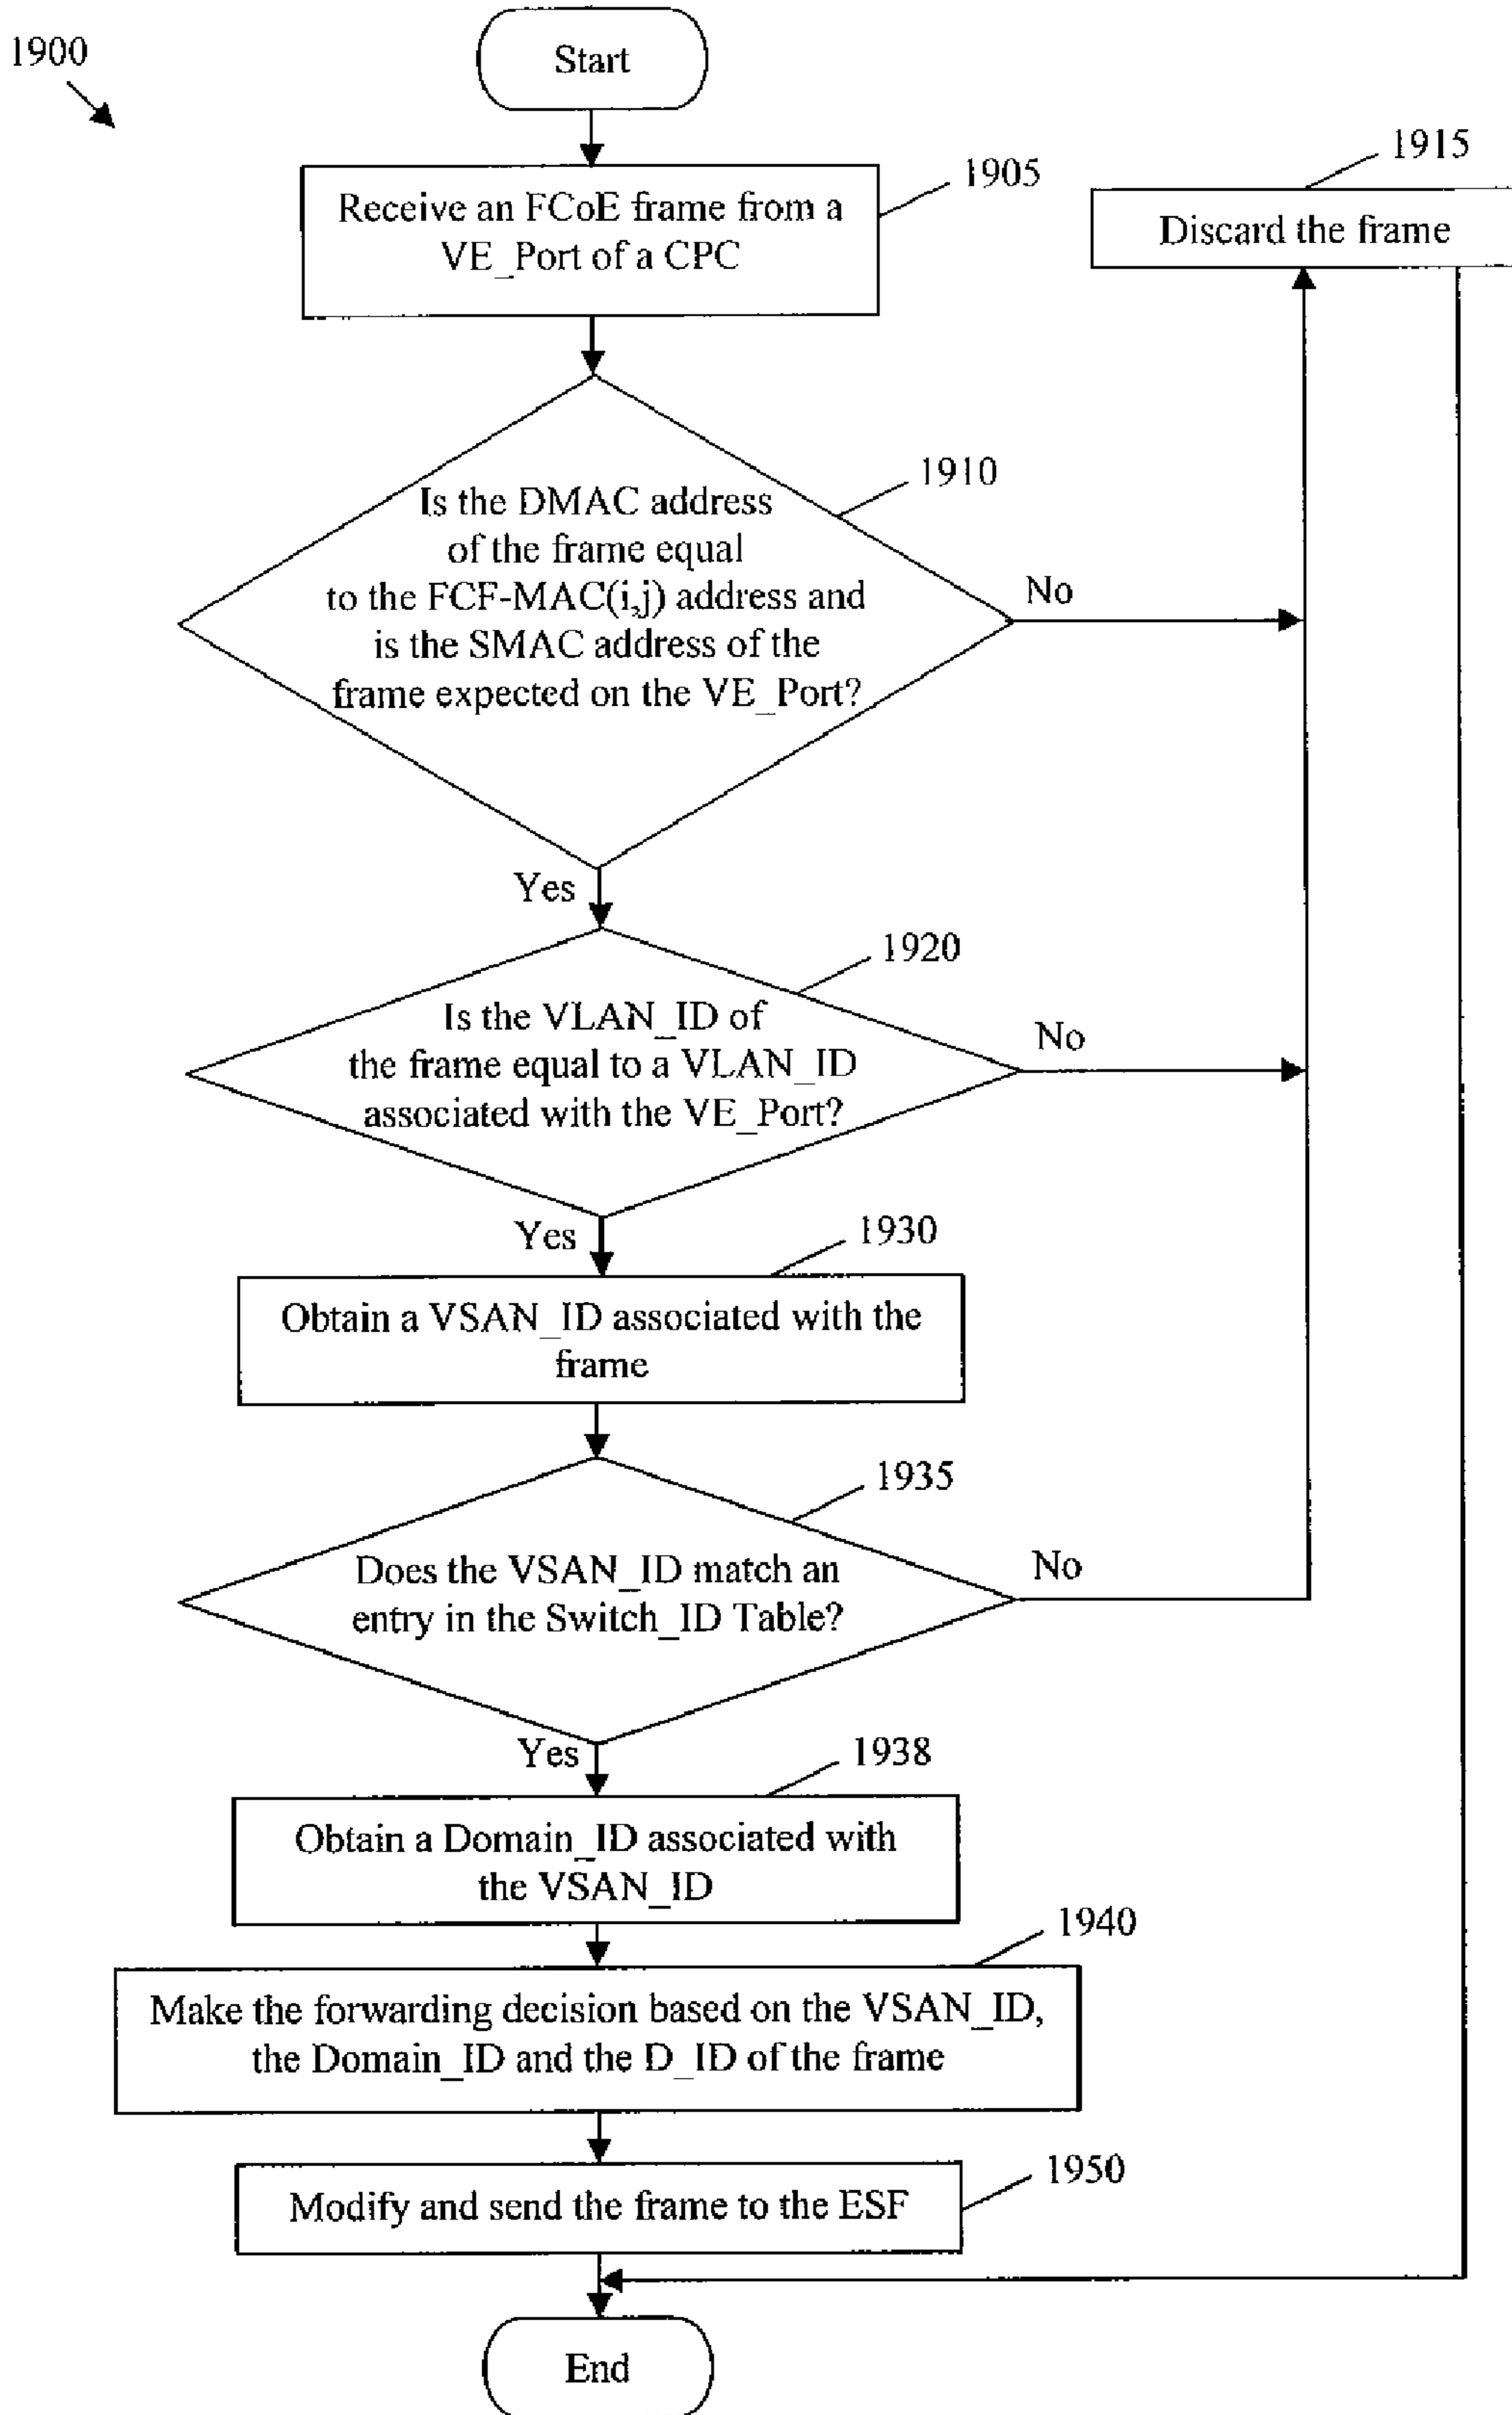 1900
Start
1915
1905
Receive an FCoE frame from a
VE_Port of a CPC
Discard the frame
1910
Is the DMAC address
of the frame equal
to the FCF-MAC(i,j) address and
is the SMAC address of the
frame expected on the VE_Port?
No
Yes
1920
Is the VLAN_ID of
the frame equal to a VLAN_ID
associated with the VE_Port?
No
Yes
1930
Obtain a VSAN_ID associated with the
frame
1935
Does the VSAN_ID match an
entry in the Switch_ID Table?
No
Yes
1938
Obtain a Domain_ID associated with
the VSAN_ID
1940
Make the forwarding decision based on the VSAN_ID,
the Domain_ID and the D_ID of the frame
1950
Modify and send the frame to the ESF
End